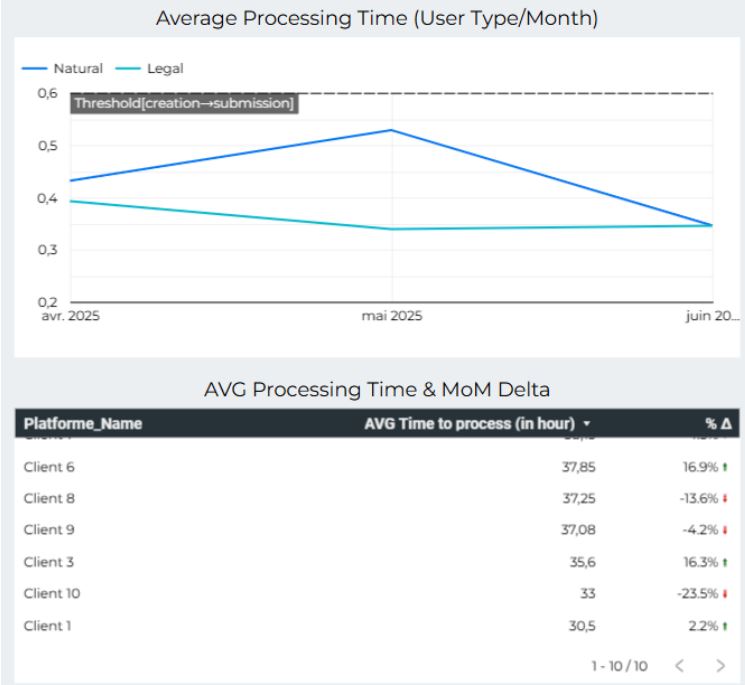 Average Processing Time (User Type/Month)
Natural Legal
0,6
Threshold[creation→submission]
0,5
0,4
0,3
0,2
avr. 2025 mai 2025 juin 20...
AVG Processing Time & MoM Delta
Platforme_Name AVG Time to process (in hour) % Δ
Client 6 37,85 16.9%
Client 8 37,25 -13.6%
Client 9 37,08 -4.2%
Client 3 35,6 16.3%
Client 10 33 -23.5%
Client 1 30,5 2.2%
1 - 10 / 10